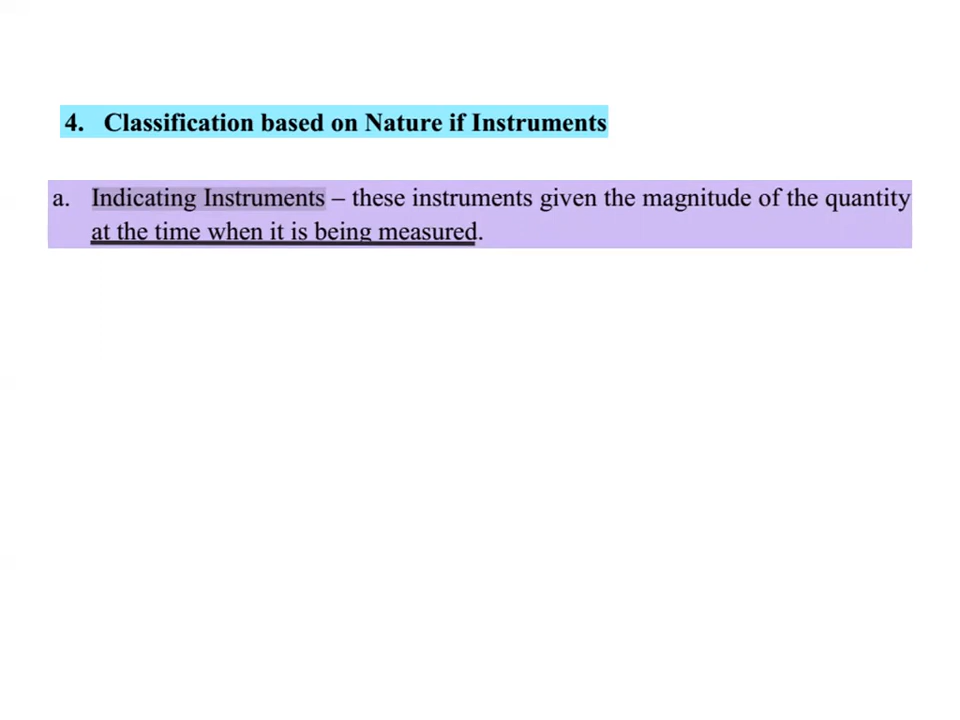 4. Classification based on Nature if Instruments
a. Indicating Instruments – these instruments given the magnitude of the quantity
at the time when it is being measured.